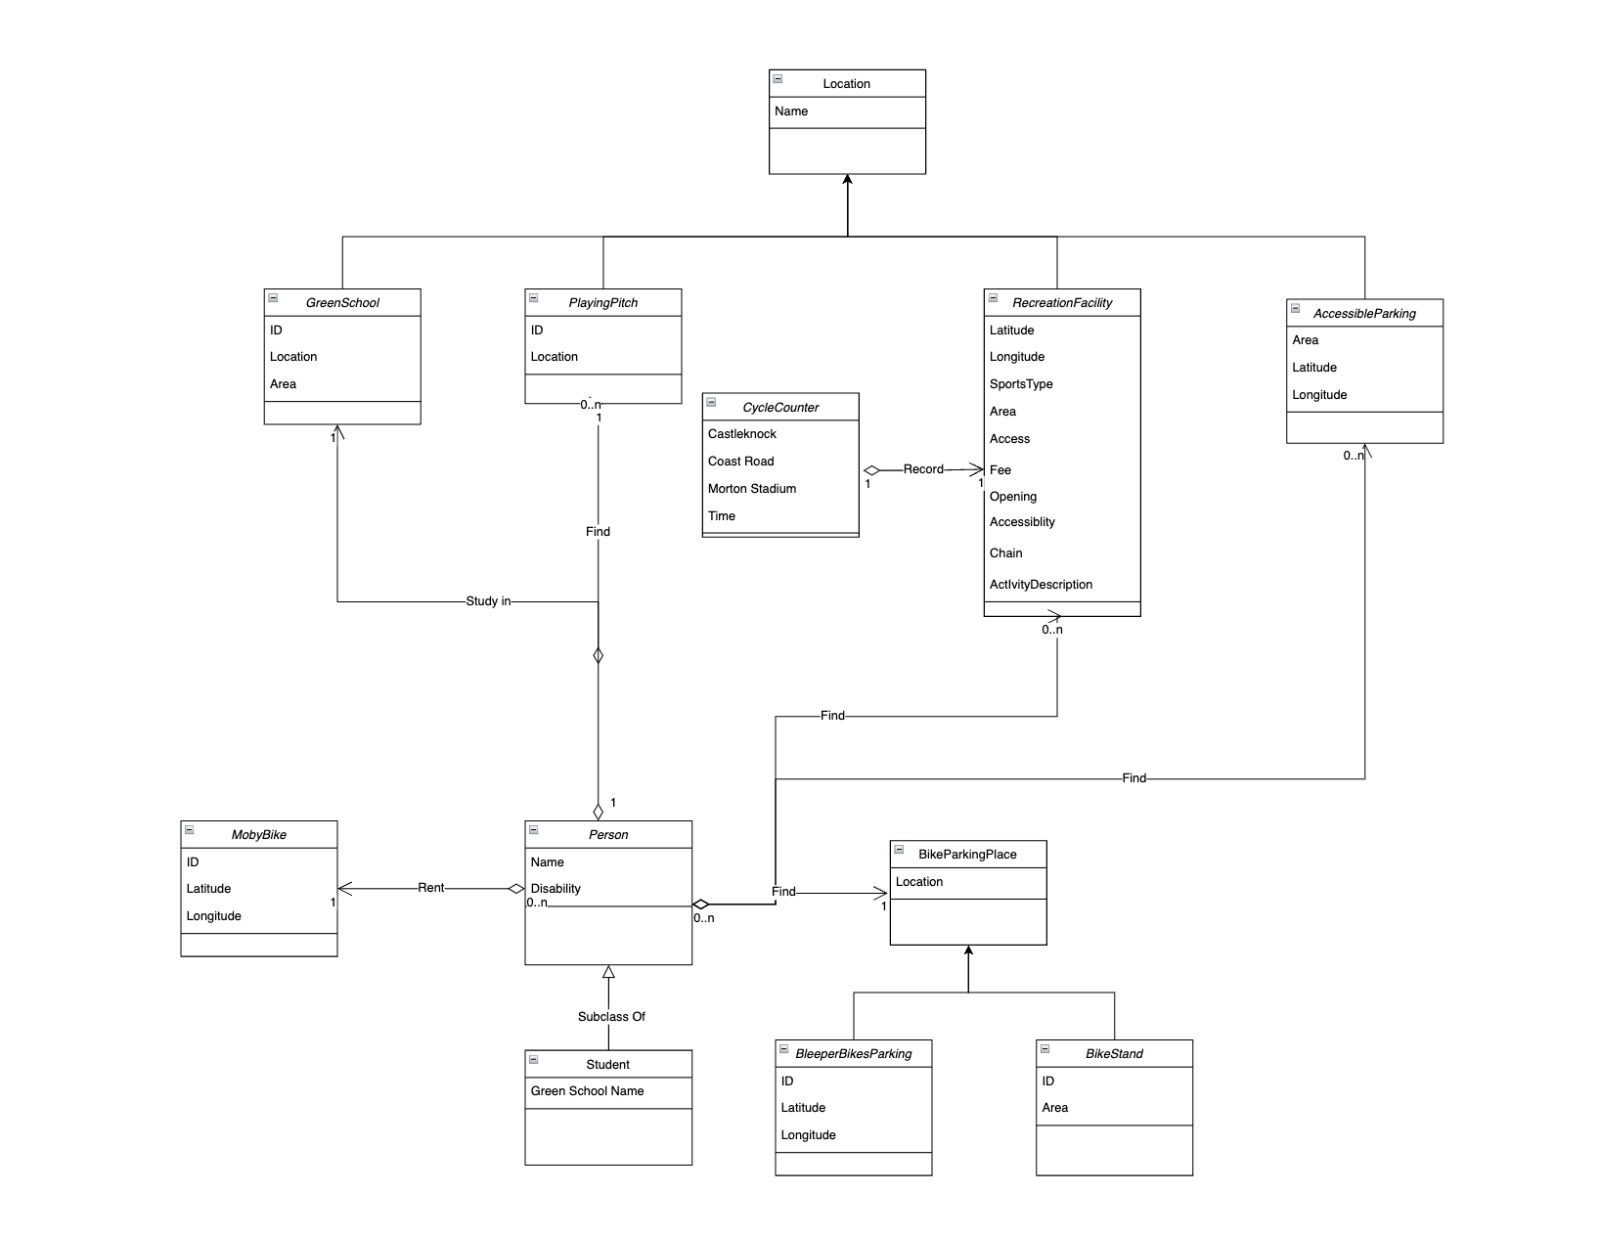 Location
Name
GreenSchool
ID
Location
Area
1
PlayingPitch
ID
Location
0..n
1
Find
Study in
CycleCounter
Castleknock
Coast Road
Morton Stadium
Time
1
Record
1
RecreationFacility
Latitude
Longitude
SportsType
Area
Access
Fee
Opening
Accessiblity
Chain
ActIvityDescription
0..n
AccessibleParking
Area
Latitude
Longitude
0..n
Find
Find
1
MobyBike
ID
Latitude
Longitude
1
Rent
Person
Name
Disability
0..n
0..n
Find
1
BikeParkingPlace
Location
Subclass Of
Student
Green School Name
BleeperBikesParking
ID
Latitude
Longitude
BikeStand
ID
Area